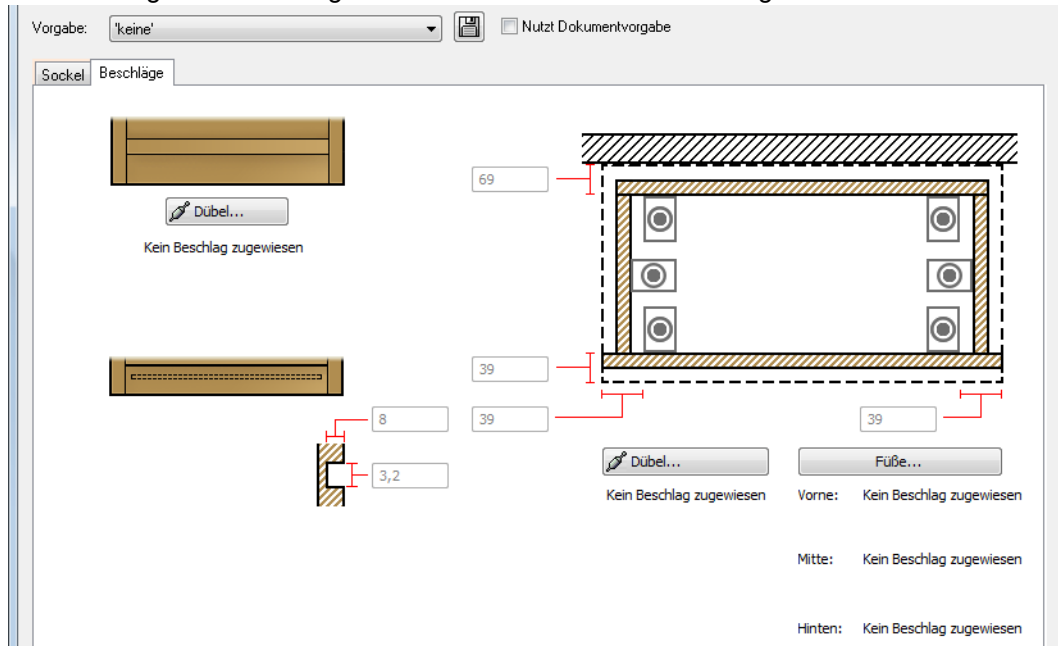 Vorgabe: 'keine' Nutzt Dokumentvorgabe
Sockel Beschläge
69
Dübel...
Kein Beschlag zugewiesen
39
8 39 39
3,2
Dübel... Füße...
Kein Beschlag zugewiesen Vorne: Kein Beschlag zugewiesen
Mitte: Kein Beschlag zugewiesen
Hinten: Kein Beschlag zugewiesen